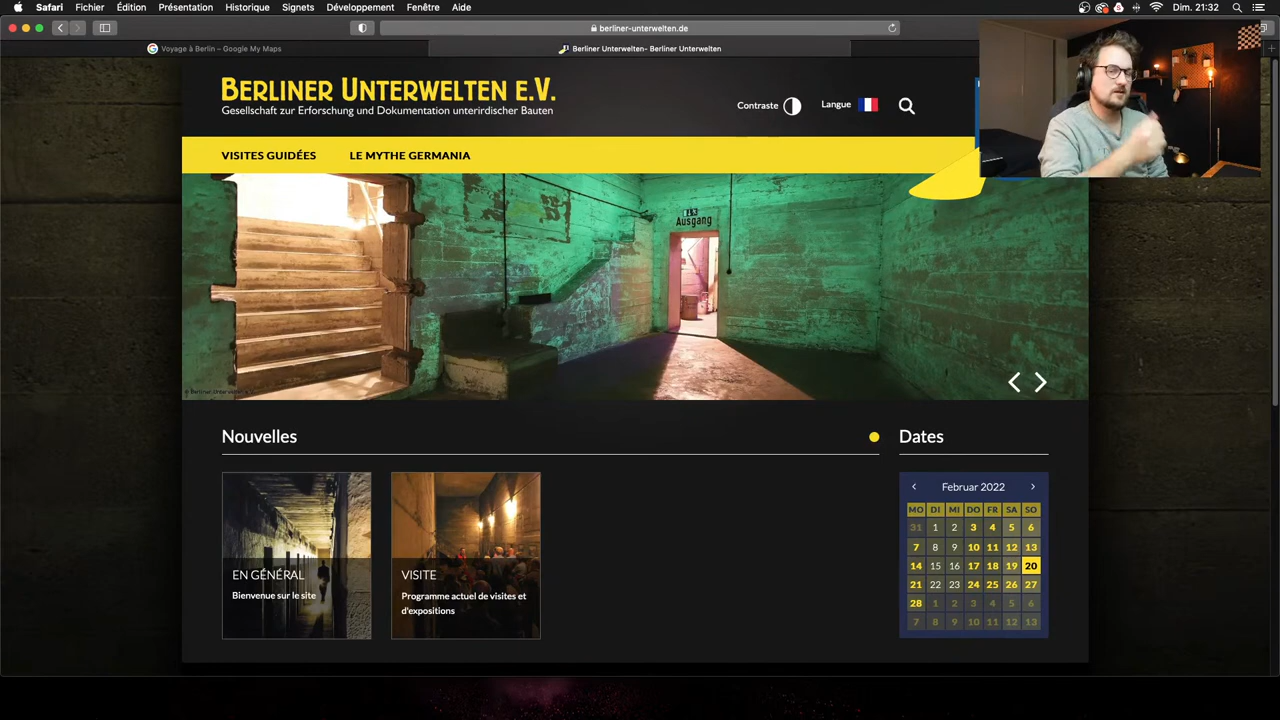 Safari Fichier Édition Présentation Historique Signets Développement Fenêtre Aide
Dim. 21:32
berliner-unterwelten.de
Voyage à Berlin – Google My Maps
Berliner Unterwelten- Berliner Unterwelten
BERLINER UNTERWELTEN E.V.
Gesellschaft zur Erforschung und Dokumentation unterirdischer Bauten
Contraste
Langue
VISITES GUIDÉES
LE MYTHE GERMANIA
Ausgang
© Berliner Unterwelten e.V.
Nouvelles
Dates
EN GÉNÉRAL
Bienvenue sur le site
VISITE
Programme actuel de visites et
d'expositions
Februar 2022
MO DI MI DO FR SA SO
31 1 2 3 4 5 6
7 8 9 10 11 12 13
14 15 16 17 18 19 20
21 22 23 24 25 26 27
28 1 2 3 4 5 6
7 8 9 10 11 12 13